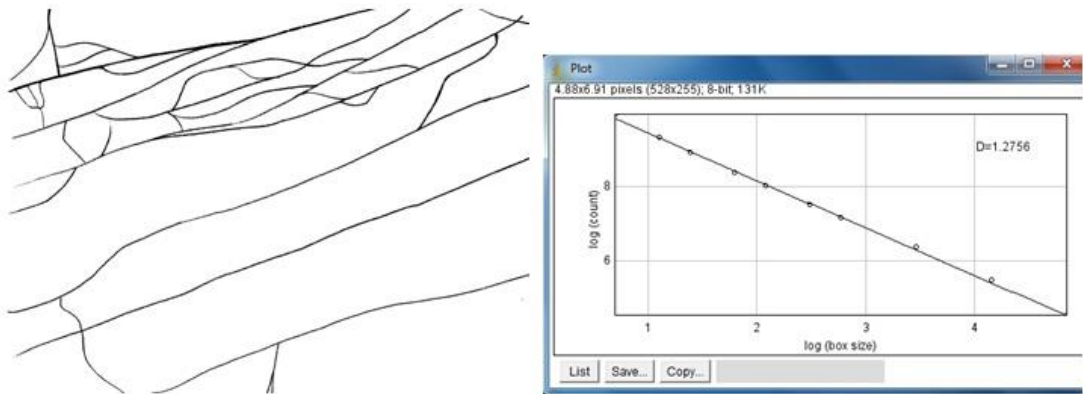 Plot
4.88x6.91 pixels (528x255); 8-bit; 131K
D=1.2756
8
6
log (count)
1 2 3 4
log (box size)
List Save... Copy...